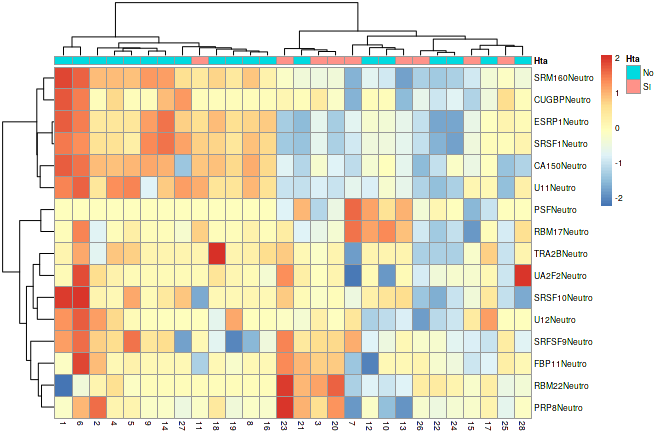 Hta
SRM160Neutro
CUGBPNeutro
ESRP1Neutro
SRSF1Neutro
CA150Neutro
U11Neutro
PSFNeutro
RBM17Neutro
TRA2BNeutro
UA2F2Neutro
SRSF10Neutro
U12Neutro
SRFSF9Neutro
FBP11Neutro
RBM22Neutro
PRP8Neutro
1 6 2 4 5 9 14 27 11 18 19 8 16 23 21 3 20 7 12 10 13 26 22 24 15 17 25 28
2
1
0
-1
-2
Hta
No
SI